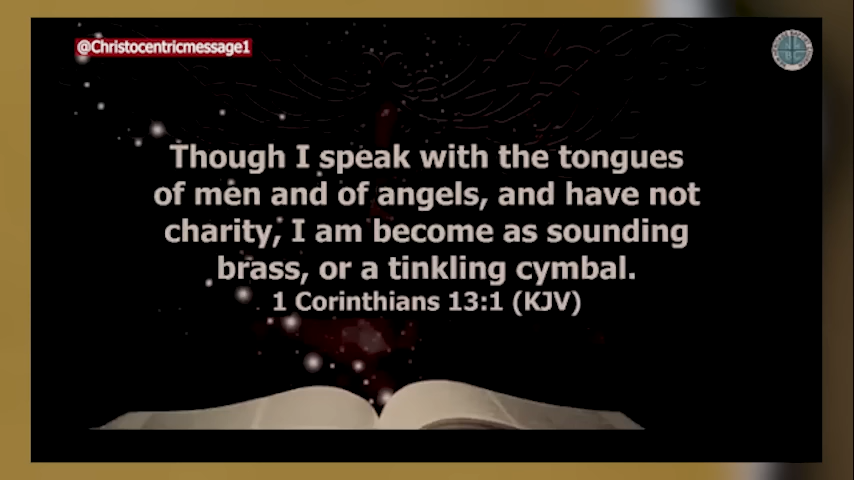 @Christocentricmessage1
Though I speak with the tongues
of men and of angels, and have not
charity, I am become as sounding
brass, or a tinkling cymbal.
1 Corinthians 13:1 (KJV)